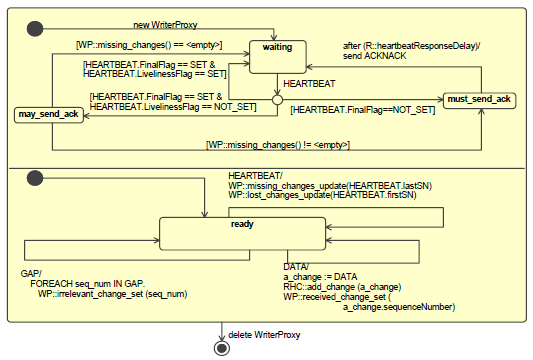 new WriterProxy
[WP::missing_changes() == <empty>]
waiting
after (R::heartbeatResponseDelay)/
send ACKNACK
[HEARTBEAT.FinalFlag == SET &
HEARTBEAT.LivelinessFlag == SET]
HEARTBEAT
[HEARTBEAT.FinalFlag == SET &
HEARTBEAT.LivelinessFlag == NOT_SET]
[HEARTBEAT.FinalFlag==NOT_SET]
may_send_ack
must_send_ack
[WP::missing_changes() != <empty>]
HEARTBEAT/
WP::missing_changes_update(HEARTBEAT.lastSN)
WP::lost_changes_update(HEARTBEAT.firstSN)
ready
GAP/
FOREACH seq_num IN GAP.
WP::irrelevant_change_set (seq_num)
DATA/
a_change := DATA
RHC::add_change (a_change)
WP::received_change_set (
a_change.sequenceNumber)
delete WriterProxy